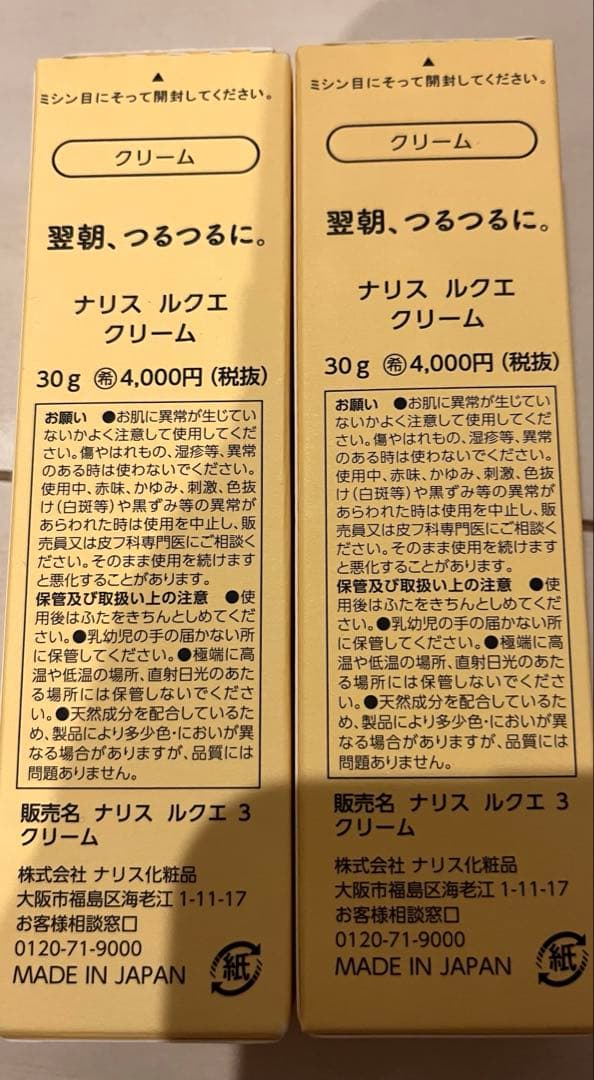 ▲
ミシン目にそって開封してください。
クリーム
翌朝、つるつるに。
ナリス ルクエ
クリーム
30g ㊒4,000円(税抜)
お願い ●お肌に異常が生じてい
ないかよく注意して使用してくだ
さい。傷やはれもの、湿疹等、異常
のある時は使わないでください。
使用中、赤味、かゆみ、刺激、色抜
け(白斑等)や黒ずみ等の異常が
あらわれた時は使用を中止し、販
売員又は皮フ科専門医にご相談く
ださい。そのまま使用を続けます
と悪化することがあります。
保管及び取扱い上の注意 ●使
用後はふたをきちんとしめてくだ
さい。●乳幼児の手の届かない所
に保管してください。●極端に高
温や低温の場所、直射日光のあた
る場所には保管しないでくださ
い。●天然成分を配合しているた
め、製品により多少色・においが異
なる場合がありますが、品質には
問題ありません。
販売名 ナリス ルクエ 3
クリーム
株式会社 ナリス化粧品
大阪市福島区海老江 1-11-17
お客様相談窓口
0120-71-9000
MADE IN JAPAN
紙
▲
ミシン目にそって開封してください。
クリーム
翌朝、つるつるに。
ナリス ルクエ
クリーム
30g ㊒4,000円(税抜)
お願い ●お肌に異常が生じてい
ないかよく注意して使用してくだ
さい。傷やはれもの、湿疹等、異常
のある時は使わないでください。
使用中、赤味、かゆみ、刺激、色抜
け(白斑等)や黒ずみ等の異常が
あらわれた時は使用を中止し、販
売員又は皮フ科専門医にご相談く
ださい。そのまま使用を続けます
と悪化することがあります。
保管及び取扱い上の注意 ●使
用後はふたをきちんとしめてくだ
さい。●乳幼児の手の届かない所
に保管してください。●極端に高
温や低温の場所、直射日光のあた
る場所には保管しないでくださ
い。●天然成分を配合しているた
め、製品により多少色・においが異
なる場合がありますが、品質には
問題ありません。
販売名 ナリス ルクエ 3
クリーム
株式会社 ナリス化粧品
大阪市福島区海老江 1-11-17
お客様相談窓口
0120-71-9000
MADE IN JAPAN
紙